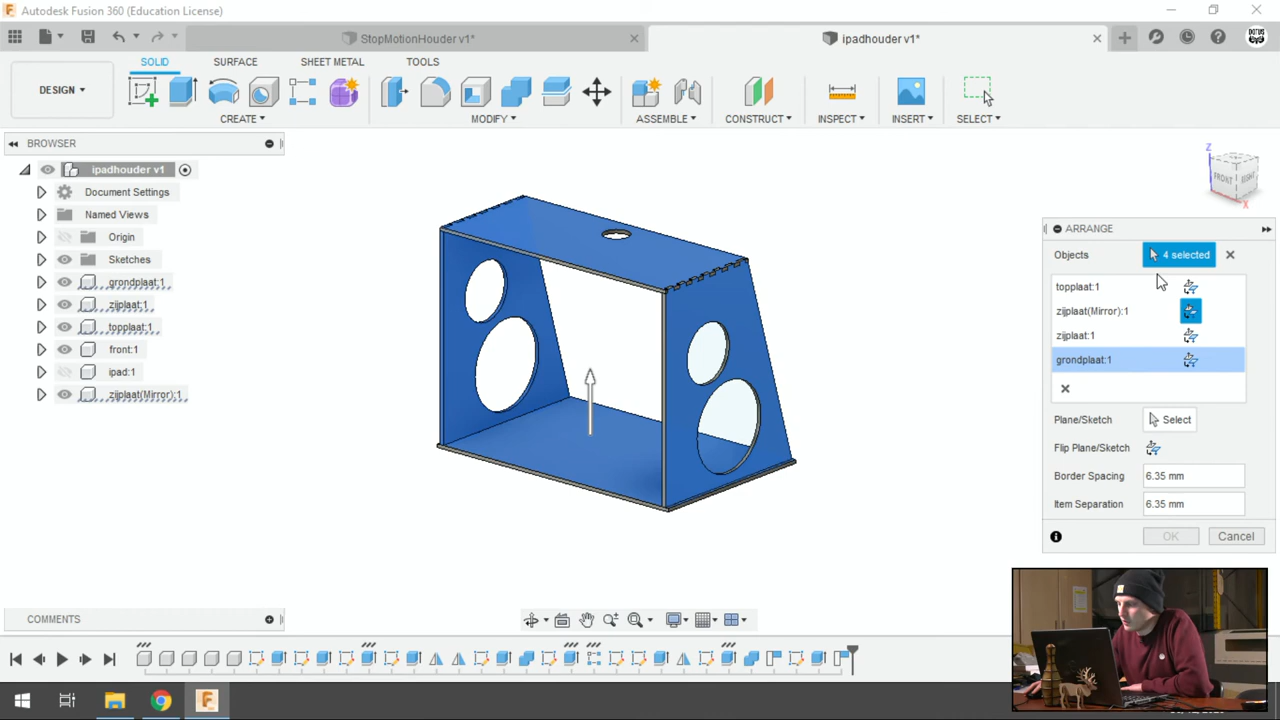 Autodesk Fusion 360 (Education License)
StopMotionHouder v1*
ipadhouder v1*
SOLID
SURFACE
SHEET METAL
TOOLS
DESIGN
CREATE
MODIFY
ASSEMBLE
CONSTRUCT
INSPECT
INSERT
SELECT
BROWSER
ipadhouder v1
Document Settings
Named Views
Origin
Sketches
grondplaat:1
zijplaat:1
topplaat:1
front:1
ipad:1
zijplaat(Mirror):1
Z
FRONT
RIGHT
X
ARRANGE
Objects
4 selected
topplaat:1
zijplaat(Mirror):1
zijplaat:1
grondplaat:1
Plane/Sketch
Select
Flip Plane/Sketch
Border Spacing
6.35 mm
Item Separation
6.35 mm
OK
Cancel
COMMENTS